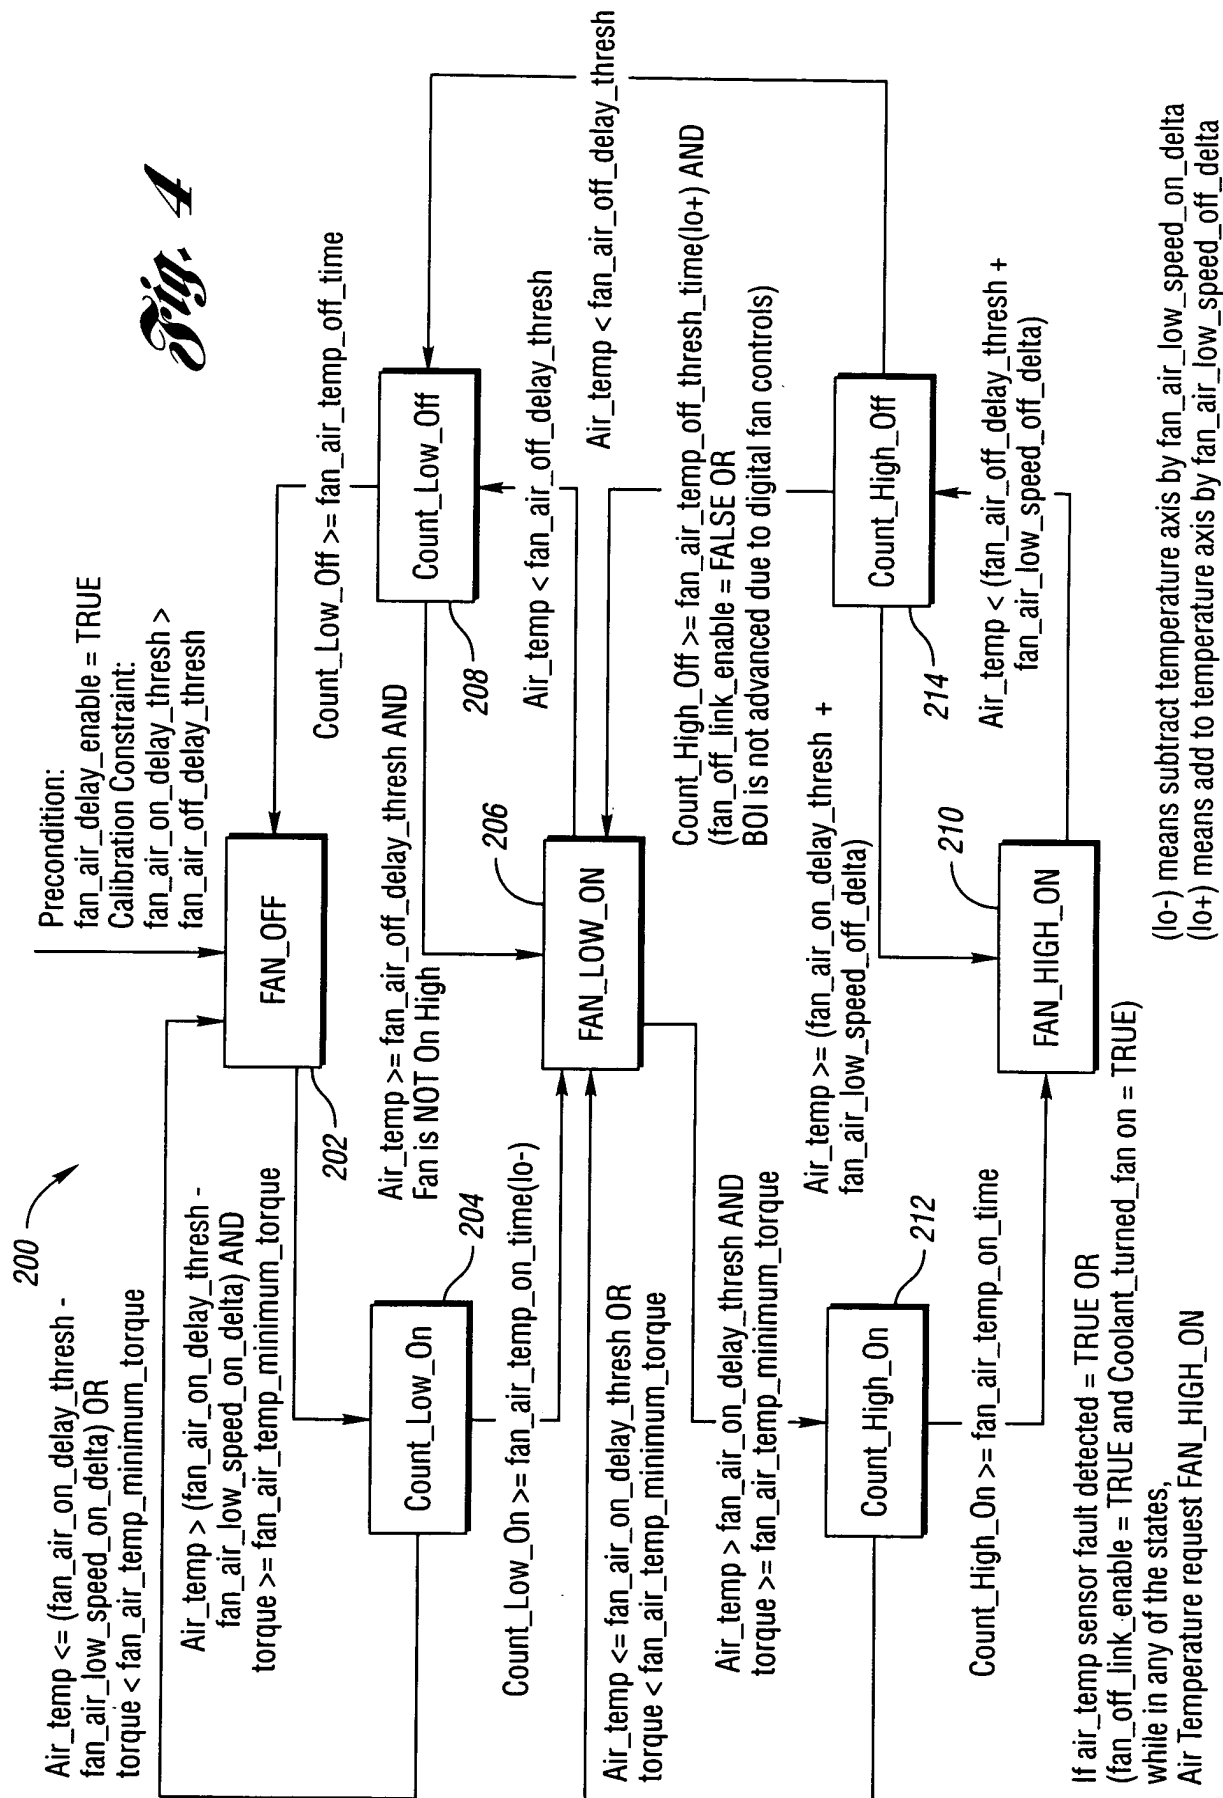 Fig. 4
200
Precondition:
fan_air_delay_enable = TRUE
Calibration Constraint:
fan_air_on_delay_thresh >
fan_air_off_delay_thresh
Air_temp <= (fan_air_on_delay_thresh -
fan_air_low_speed_on_delta) OR
torque < fan_air_temp_minimum_torque
FAN_OFF
202
Air_temp > (fan_air_on_delay_thresh -
fan_air_low_speed_on_delta) AND
torque >= fan_air_temp_minimum_torque
Count_Low_Off >= fan_air_temp_off_time
Count_Low_On
204
Count_Low_Off
208
Air_temp >= fan_air_off_delay_thresh AND
Fan is NOT On High
Count_Low_On >= fan_air_temp_on_time(lo-)
Air_temp < fan_air_off_delay_thresh
Air_temp < fan_air_off_delay_thresh
FAN_LOW_ON
206
Air_temp <= fan_air_on_delay_thresh OR
torque < fan_air_temp_minimum_torque
Count_High_Off >= fan_air_temp_off_thresh_time(lo+) AND
(fan_off_link_enable = FALSE OR
BOI is not advanced due to digital fan controls)
Air_temp > fan_air_on_delay_thresh AND
torque >= fan_air_temp_minimum_torque
Air_temp >= (fan_air_on_delay_thresh +
fan_air_low_speed_off_delta)
Count_High_On
212
Count_High_Off
214
Count_High_On >= fan_air_temp_on_time
Air_temp < (fan_air_off_delay_thresh +
fan_air_low_speed_off_delta)
FAN_HIGH_ON
210
If air_temp sensor fault detected = TRUE OR
(fan_off_link_enable = TRUE and Coolant_turned_fan on = TRUE)
while in any of the states,
Air Temperature request FAN_HIGH_ON
(lo-) means subtract temperature axis by fan_air_low_speed_on_delta
(lo+) means add to temperature axis by fan_air_low_speed_off_delta